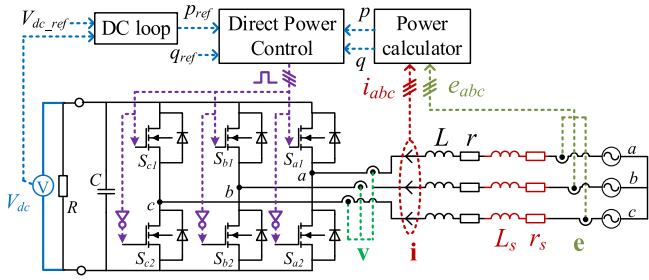 V_dc_ref
DC loop
p_ref
q_ref
Direct Power
Control
p
q
Power
calculator
i_abc
e_abc
V
V_dc
R
C
S_c1
S_b1
S_a1
a
b
c
S_c2
S_b2
S_a2
v
i
L
r
L_s
r_s
e
a
b
c